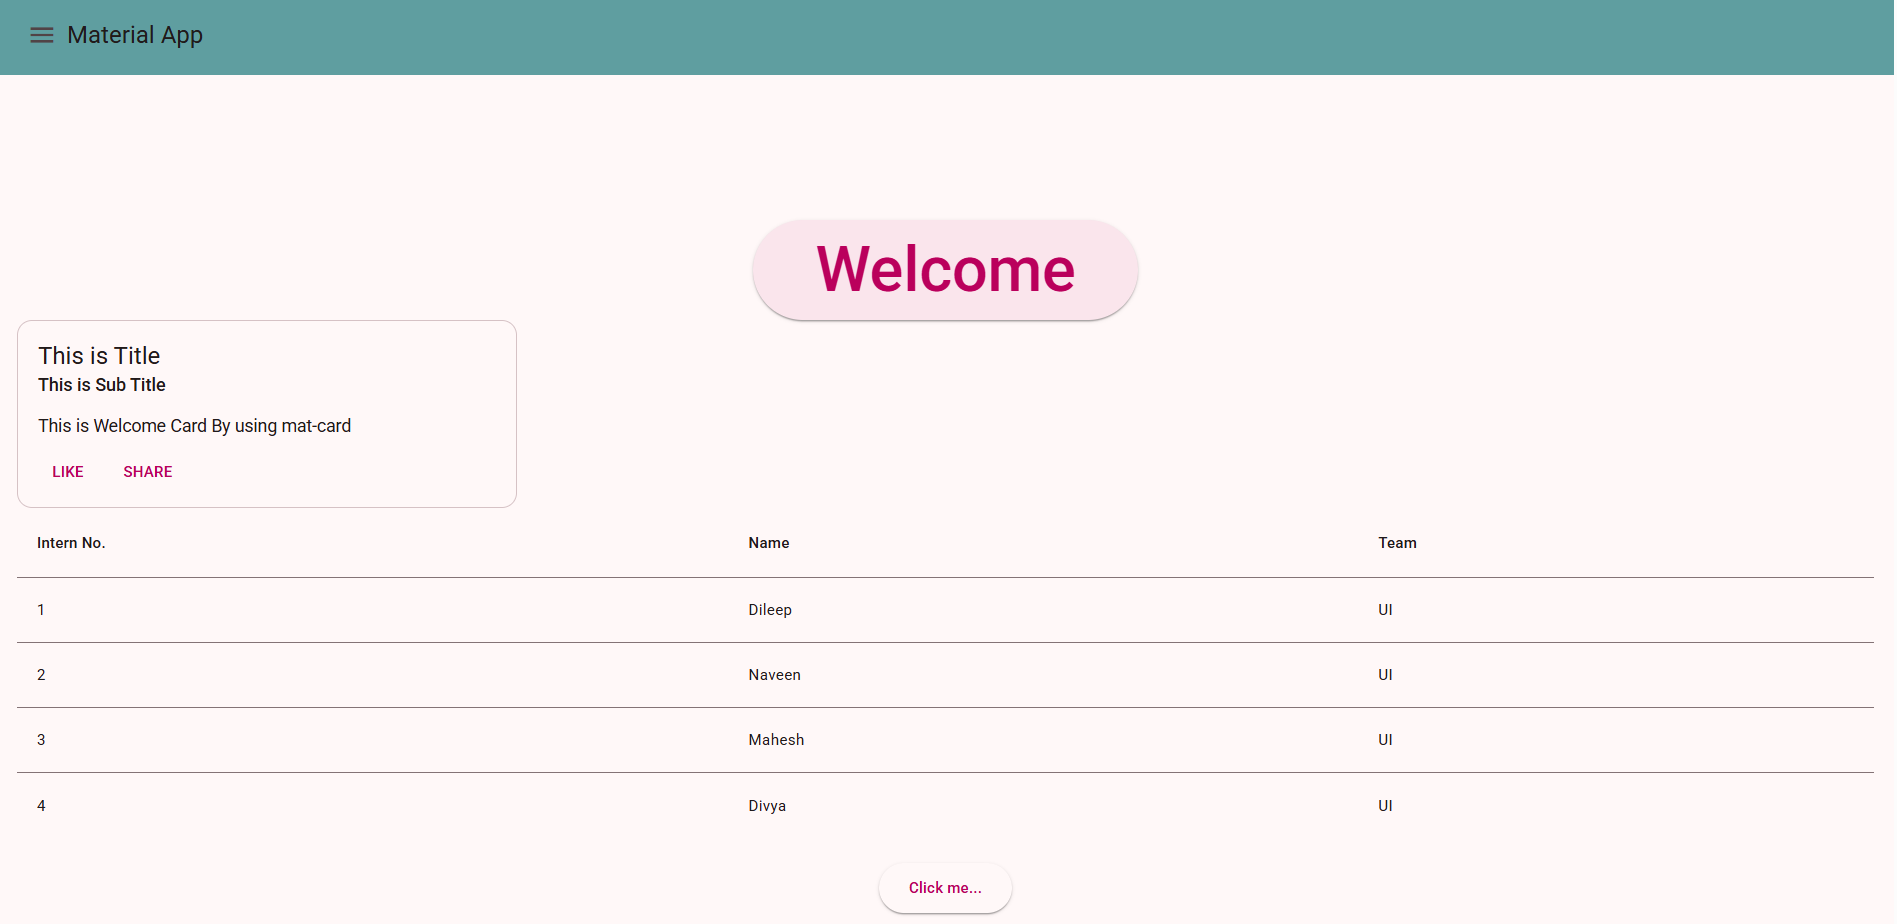 Material App
Welcome
This is Title
This is Sub Title
This is Welcome Card By using mat-card
LIKE SHARE
Intern No. Name Team
1 Dileep UI
2 Naveen UI
3 Mahesh UI
4 Divya UI
Click me...